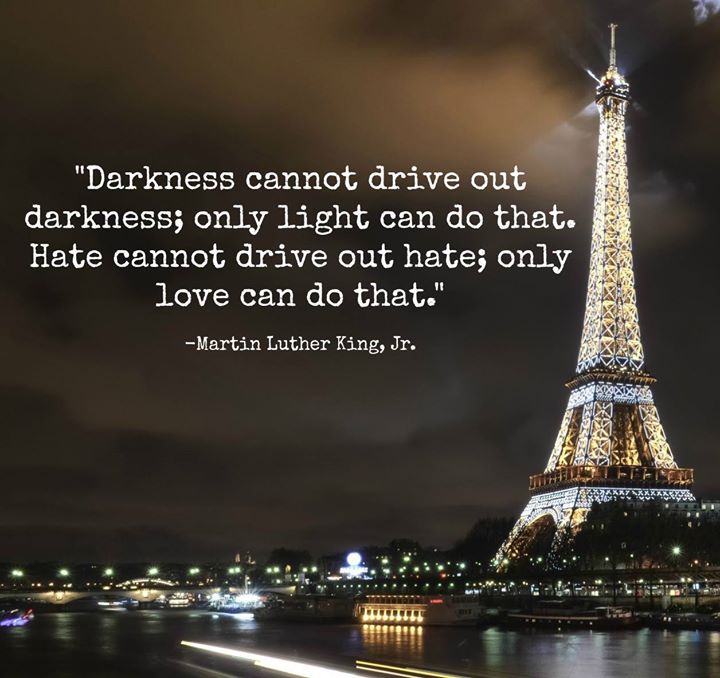 "Darkness cannot drive out
darkness; only light can do that.
Hate cannot drive out hate; only
love can do that."
-Martin Luther King, Jr.